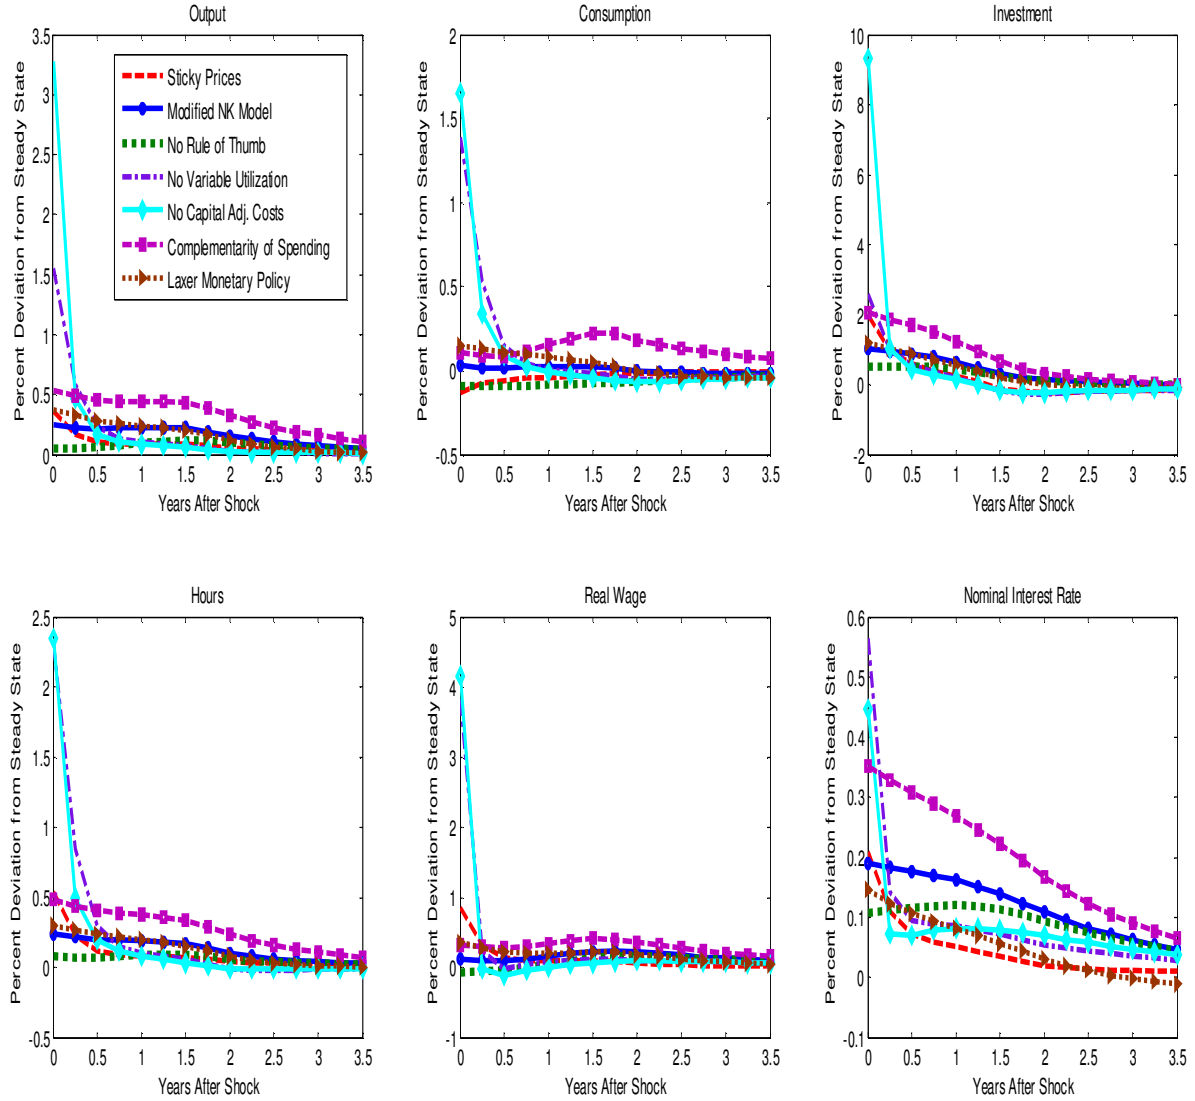 Output
Percent Deviation from Steady State
3.5
3
2.5
2
1.5
1
0.5
0
Sticky Prices
Modified NK Model
No Rule of Thumb
No Variable Utilization
No Capital Adj. Costs
Complementarity of Spending
Laxer Monetary Policy
0 0.5 1 1.5 2 2.5 3 3.5
Years After Shock
Consumption
Percent Deviation from Steady State
2
1.5
1
0.5
0
-0.5
0 0.5 1 1.5 2 2.5 3 3.5
Years After Shock
Investment
Percent Deviation from Steady State
10
8
6
4
2
0
-2
0 0.5 1 1.5 2 2.5 3 3.5
Years After Shock
Hours
Percent Deviation from Steady State
2.5
2
1.5
1
0.5
0
-0.5
0 0.5 1 1.5 2 2.5 3 3.5
Years After Shock
Real Wage
Percent Deviation from Steady State
5
4
3
2
1
0
-1
0 0.5 1 1.5 2 2.5 3 3.5
Years After Shock
Nominal Interest Rate
Percent Deviation from Steady State
0.6
0.5
0.4
0.3
0.2
0.1
0
-0.1
0 0.5 1 1.5 2 2.5 3 3.5
Years After Shock